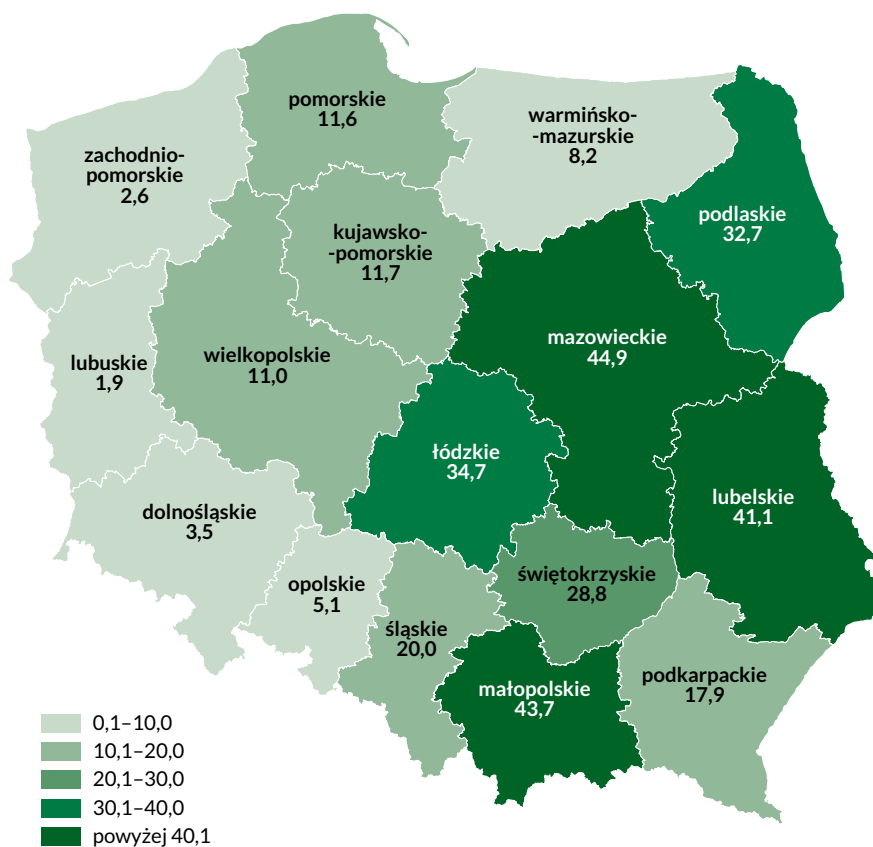 pomorskie
11,6
warmińsko-
-mazurskie
8,2
zachodnio-
pomorskie
2,6
podlaskie
32,7
kujawsko-
-pomorskie
11,7
mazowieckie
44,9
lubuskie
1,9
wielkopolskie
11,0
łódzkie
34,7
lubelskie
41,1
dolnośląskie
3,5
opolskie
5,1
świętokrzyskie
28,8
śląskie
20,0
małopolskie
43,7
podkarpackie
17,9
0,1–10,0
10,1–20,0
20,1–30,0
30,1–40,0
powyżej 40,1